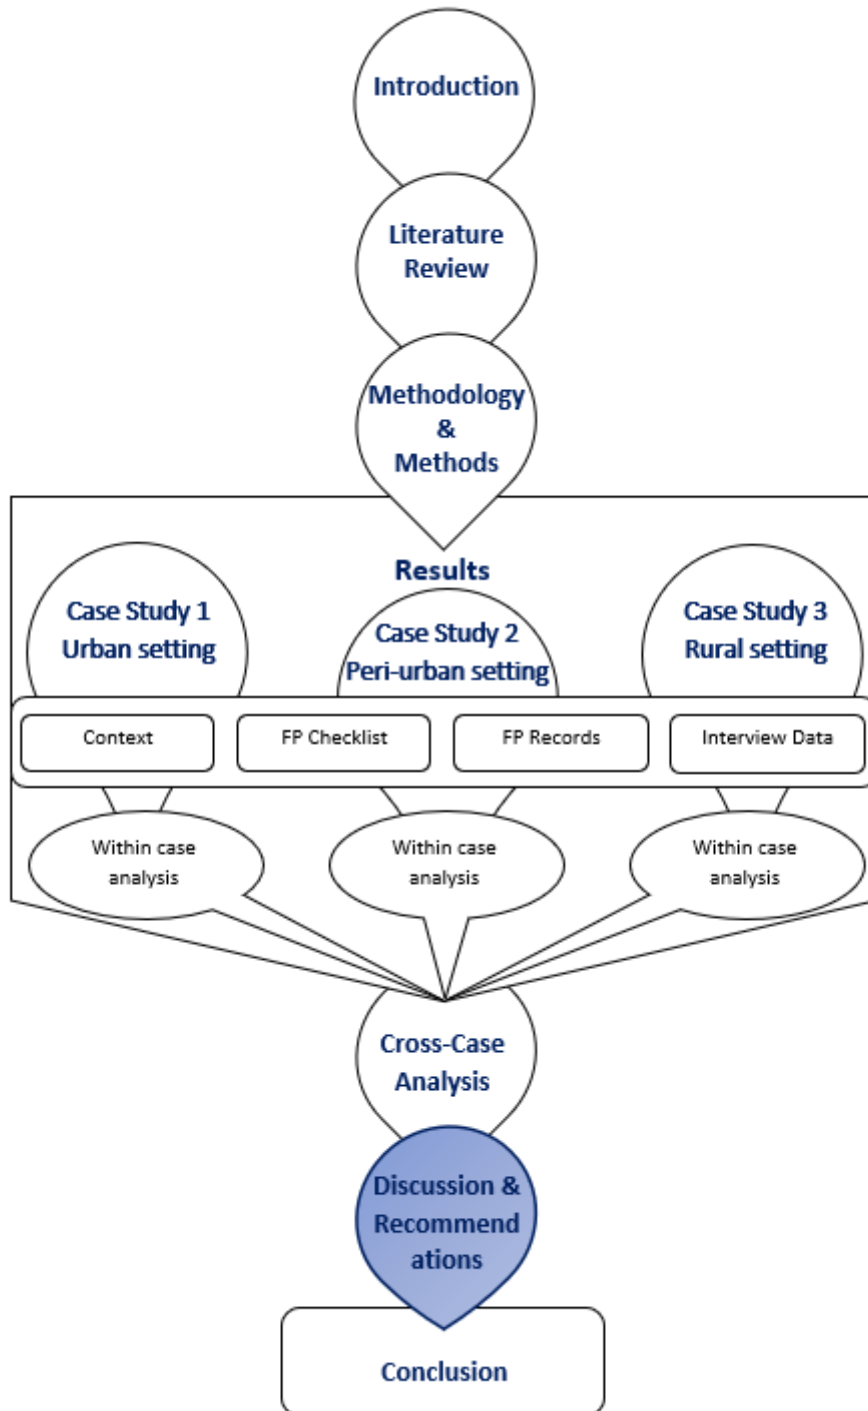 Introduction
Literature
Review
Methodology
&
Methods
Results
Case Study 1
Urban setting
Case Study 2
Peri-urban setting
Case Study 3
Rural setting
Context
FP Checklist
FP Records
Interview Data
Within case
analysis
Within case
analysis
Within case
analysis
Cross-Case
Analysis
Discussion &
Recommend
ations
Conclusion